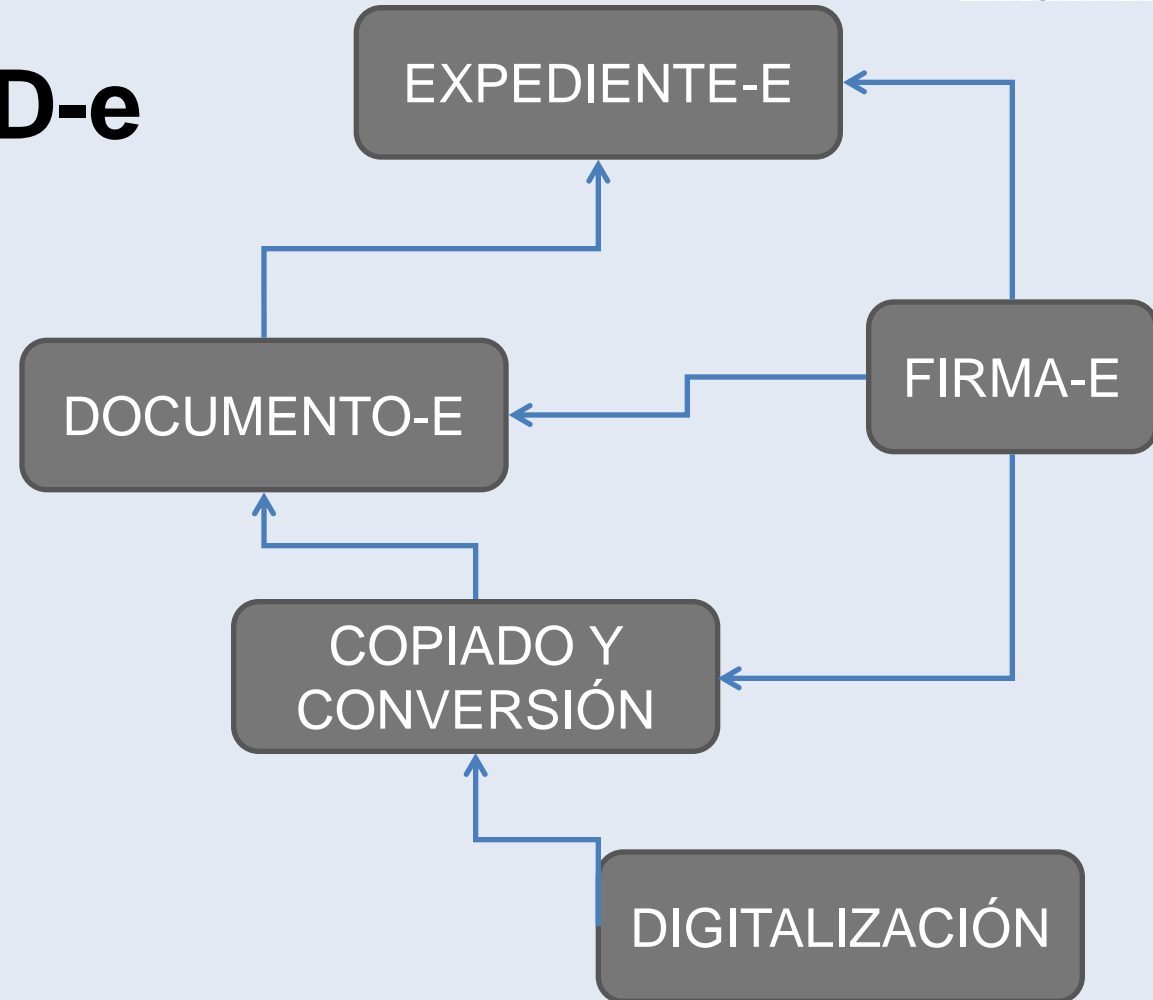 D-e
EXPEDIENTE-E
FIRMA-E
DOCUMENTO-E
COPIADO Y
CONVERSIÓN
DIGITALIZACIÓN